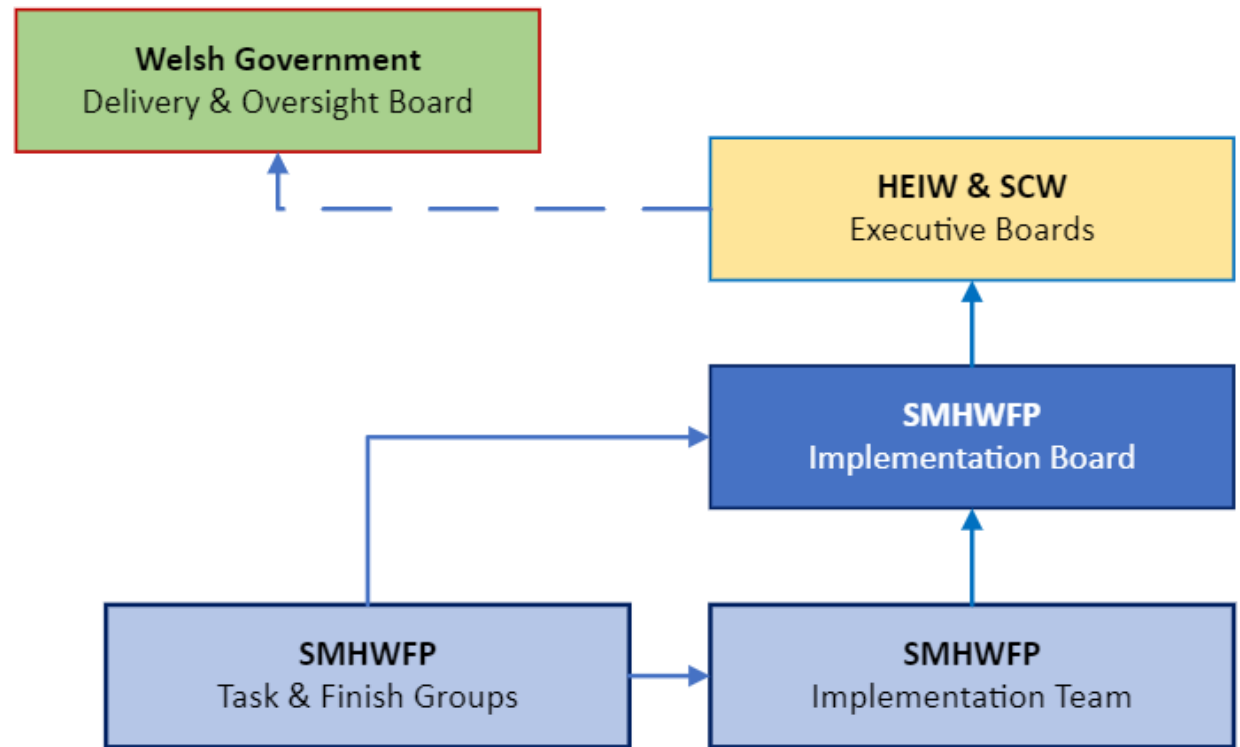 Welsh Government
Delivery & Oversight Board
HEIW & SCW
Executive Boards
SMHWFP
Implementation Board
SMHWFP
Task & Finish Groups
SMHWFP
Implementation Team